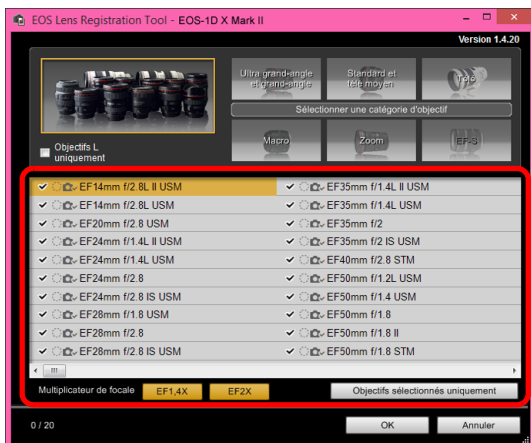 EOS Lens Registration Tool - EOS-1D X Mark II
Version 1.4.20
Ultra grand-angle et grand-angle
Standard et télé moyen
Télé
Sélectionner une catégorie d'objectif
Objectifs L uniquement
Macro
Zoom
EF-S
EF14mm f/2.8L II USM
EF14mm f/2.8L USM
EF20mm f/2.8 USM
EF24mm f/1.4L II USM
EF24mm f/1.4L USM
EF24mm f/2.8
EF24mm f/2.8 IS USM
EF28mm f/1.8 USM
EF28mm f/2.8
EF28mm f/2.8 IS USM
EF35mm f/1.4L II USM
EF35mm f/1.4L USM
EF35mm f/2
EF35mm f/2 IS USM
EF40mm f/2.8 STM
EF50mm f/1.2L USM
EF50mm f/1.4 USM
EF50mm f/1.8
EF50mm f/1.8 II
EF50mm f/1.8 STM
Multiplicateur de focale
EF1,4X
EF2X
Objectifs sélectionnés uniquement
0 / 20
OK
Annuler